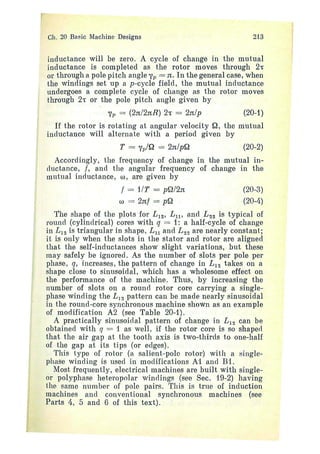 Ch. 20 Basic Machine Designs 213
inductance will be zero. A cycle of change in the mutual
inductance is completed as the rotor moves through 2τ
or through a pole pitch angle γp = π. In the general case, when
the windings set up a p-cycle field, the mutual inductance
undergoes a complete cycle of change as the rotor moves
through 2τ or the pole pitch angle given by
γp = (2π/2πR) 2τ = 2π/p (20-1)
If the rotor is rotating at angular velocity Ω, the mutual
inductance will alternate with a period given by
T = γp/Ω = 2π/pΩ (20-2)
Accordingly, the frequency of change in the mutual in-
ductance, f, and the angular frequency of change in the
mutual inductance, ω, are given by
f = 1/T = pΩ/2π (20-3)
ω = 2πf = pΩ (20-4)
The shape of the plots for L12, L11, and L22 is typical of
round (cylindrical) cores with q = 1: a half-cycle of change
in L12 is triangular in shape, L11 and L22 are nearly constant;
it is only when the slots in the stator and rotor are aligned
that the self-inductances show slight variations, but these
may safely be ignored. As the number of slots per pole per
phase, q, increases, the pattern of change in L12 takes on a
shape close to sinusoidal, which has a wholesome effect on
the performance of the machine. Thus, by increasing the
number of slots on a round rotor core carrying a single-
phase winding the L12 pattern can be made nearly sinusoidal
in the round-core synchronous machine shown as an example
of modification A2 (see Table 20-1).
A practically sinusoidal pattern of change in L12 can be
obtained with q = 1 as well, if the rotor core is so shaped
that the air gap at the tooth axis is two-thirds to one-half
of the gap at its tips (or edges).
This type of rotor (a salient-pole rotor) with a single-
phase winding is used in modifications A1 and B1.
Most frequently, electrical machines are built with single-
or polyphase heteropolar windings (see Sec. 19-2) having
the same number of pole pairs. This is true of induction
machines and conventional synchronous machines (see
Parts 4, 5 and 6 of this text).